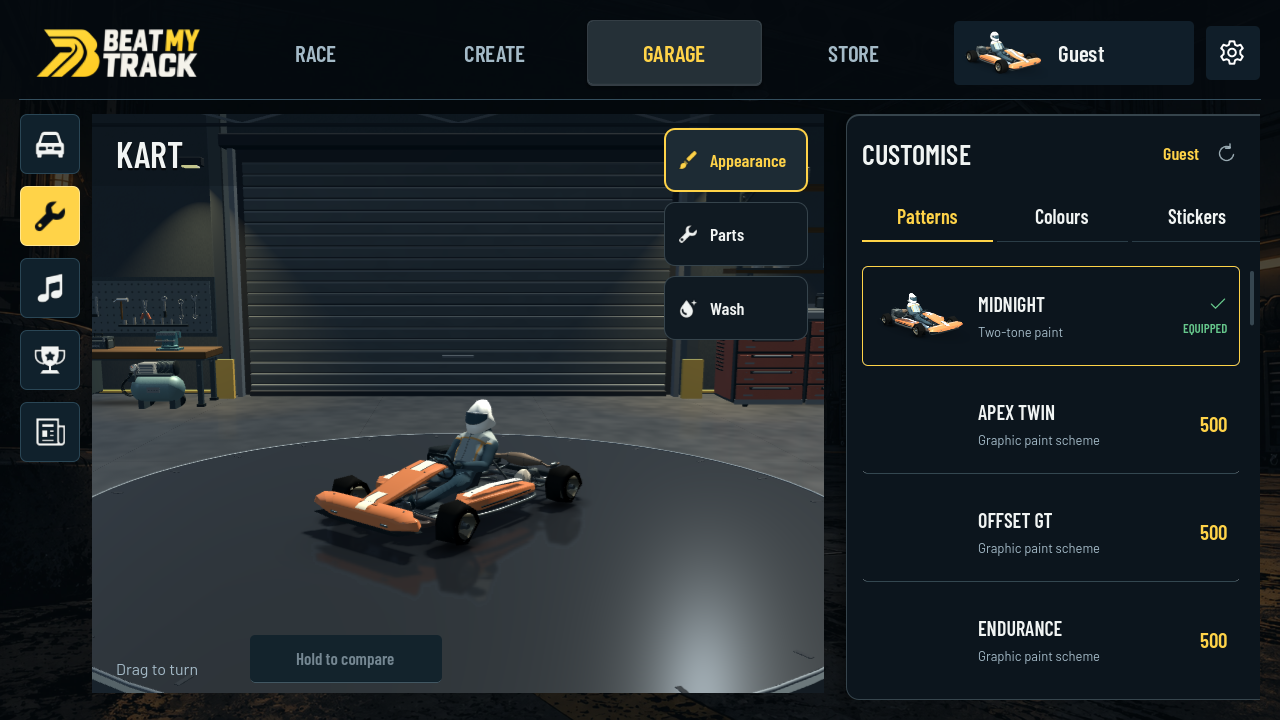 BEATMY
TRACK
RACE
CREATE
GARAGE
STORE
Guest
KART
Appearance
Parts
Wash
Drag to turn
Hold to compare
CUSTOMISE
Guest
Patterns
Colours
Stickers
MIDNIGHT
Two-tone paint
EQUIPPED
APEX TWIN
Graphic paint scheme
500
OFFSET GT
Graphic paint scheme
500
ENDURANCE
Graphic paint scheme
500